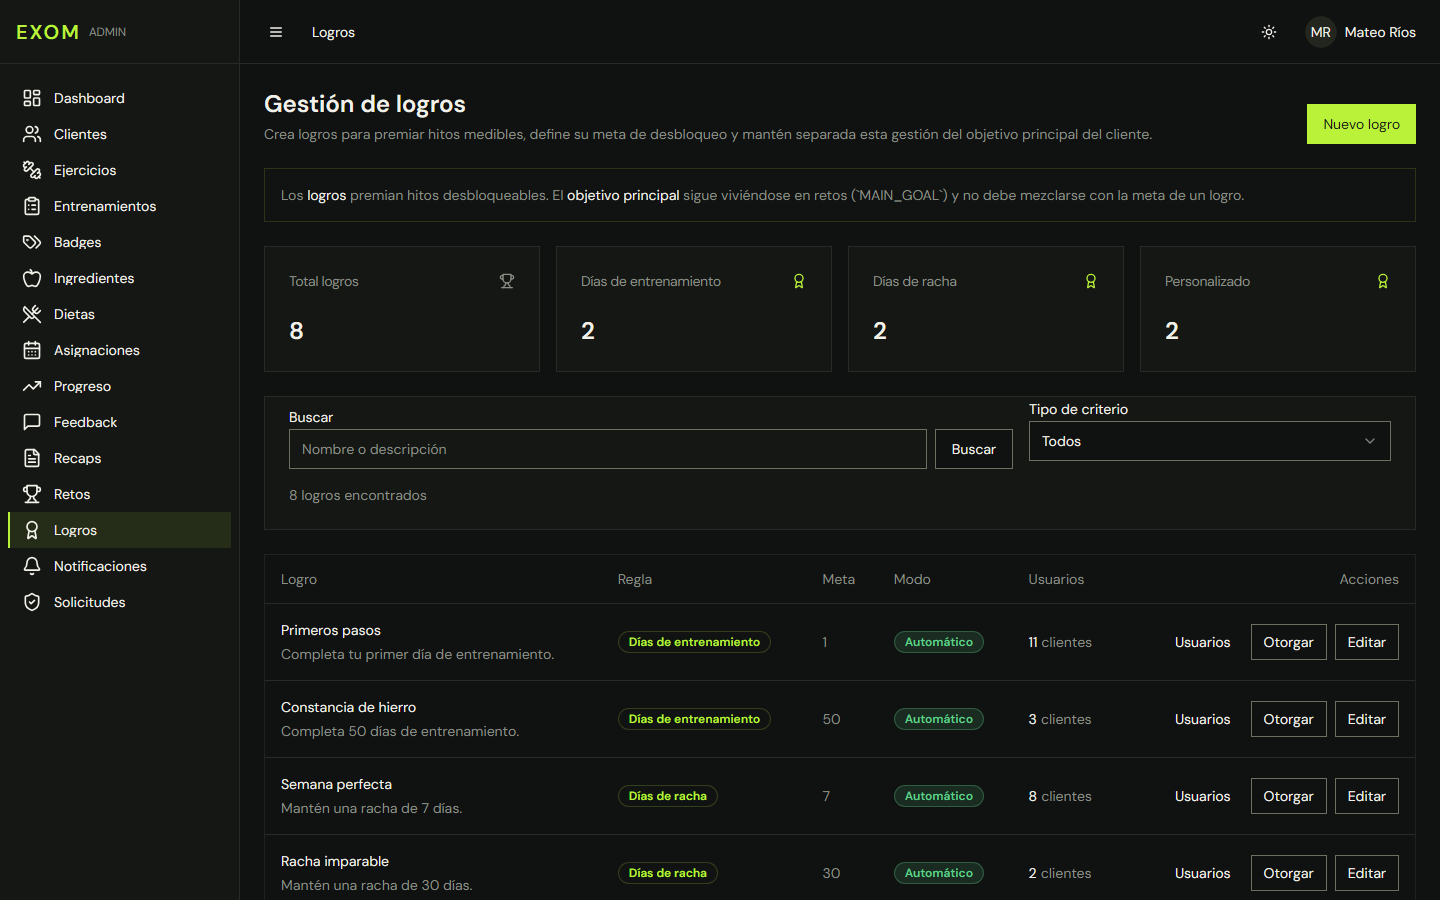 EXOM ADMIN
Logros
MR Mateo Ríos
Dashboard
Clientes
Ejercicios
Entrenamientos
Badges
Ingredientes
Dietas
Asignaciones
Progreso
Feedback
Recaps
Retos
Logros
Notificaciones
Solicitudes
Gestión de logros
Crea logros para premiar hitos medibles, define su meta de desbloqueo y mantén separada esta gestión del objetivo principal del cliente.
Nuevo logro
Los logros premian hitos desbloqueables. El objetivo principal sigue viviéndose en retos (`MAIN_GOAL`) y no debe mezclarse con la meta de un logro.
Total logros
8
Días de entrenamiento
2
Días de racha
2
Personalizado
2
Buscar
Nombre o descripción
Buscar
Tipo de criterio
Todos
8 logros encontrados
Logro Regla Meta Modo Usuarios Acciones
Primeros pasos
Completa tu primer día de entrenamiento.
Días de entrenamiento 1 Automático 11 clientes Usuarios Otorgar Editar
Constancia de hierro
Completa 50 días de entrenamiento.
Días de entrenamiento 50 Automático 3 clientes Usuarios Otorgar Editar
Semana perfecta
Mantén una racha de 7 días.
Días de racha 7 Automático 8 clientes Usuarios Otorgar Editar
Racha imparable
Mantén una racha de 30 días.
Días de racha 30 Automático 2 clientes Usuarios Otorgar Editar